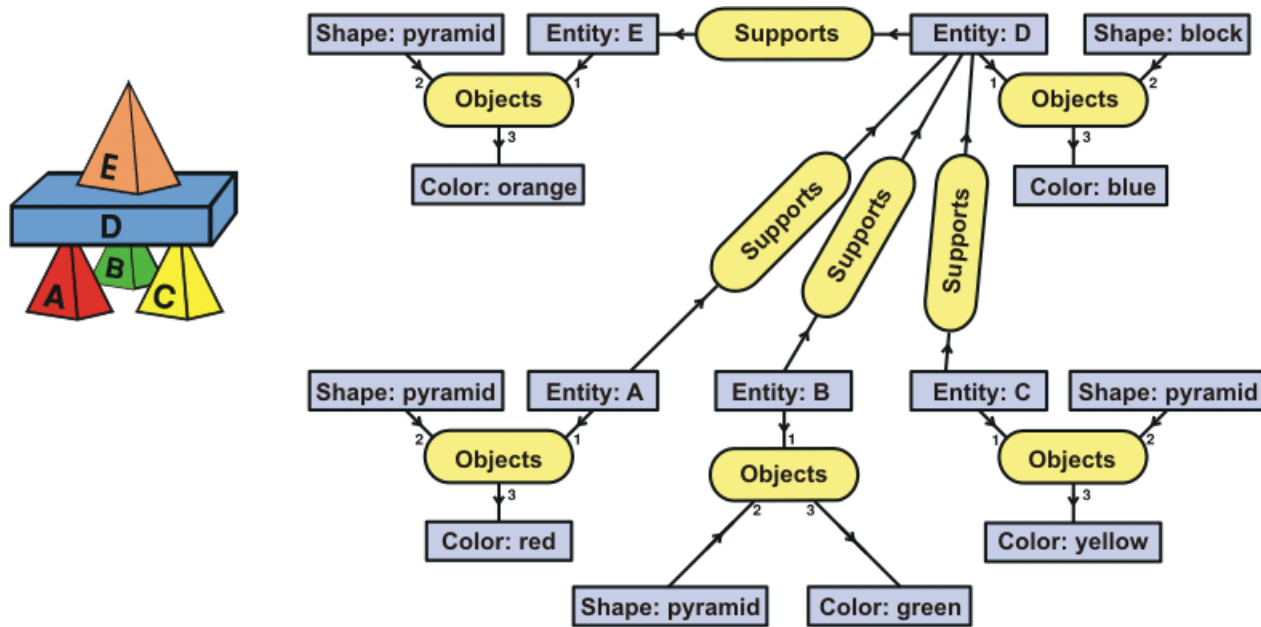 Shape: pyramid
Entity: E
Supports
Entity: D
Shape: block
2
Objects
1
1
Objects
2
3
3
Color: orange
Color: blue
E
D
A
B
C
Supports
Supports
Supports
Shape: pyramid
Entity: A
Entity: B
Entity: C
Shape: pyramid
2
Objects
1
1
Objects
1
Objects
2
3
2
3
3
Color: red
Color: yellow
Shape: pyramid
Color: green